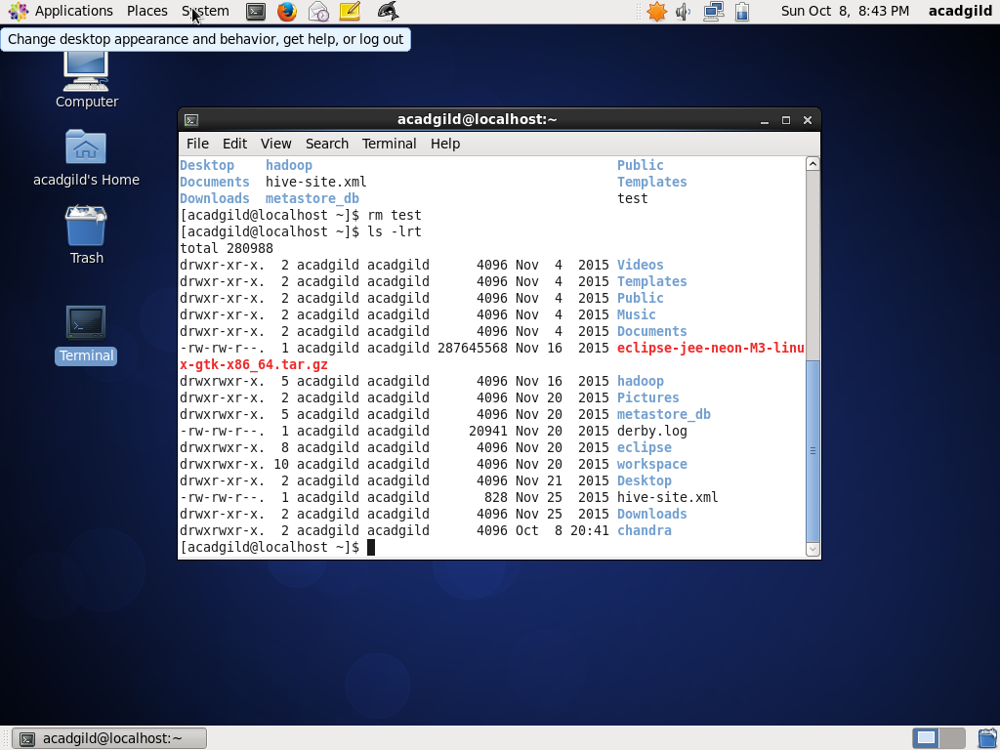 Applications Places System Sun Oct 8, 8:43 PM acadgild
Change desktop appearance and behavior, get help, or log out
Computer
acadgild's Home
Trash
Terminal
acadgild@localhost:~
File Edit View Search Terminal Help
Desktop hadoop Public
Documents hive-site.xml Templates
Downloads metastore_db test
[acadgild@localhost ~]$ rm test
[acadgild@localhost ~]$ ls -lrt
total 280988
drwxr-xr-x. 2 acadgild acadgild 4096 Nov 4 2015 Videos
drwxr-xr-x. 2 acadgild acadgild 4096 Nov 4 2015 Templates
drwxr-xr-x. 2 acadgild acadgild 4096 Nov 4 2015 Public
drwxr-xr-x. 2 acadgild acadgild 4096 Nov 4 2015 Music
drwxr-xr-x. 2 acadgild acadgild 4096 Nov 4 2015 Documents
-rw-rw-r--. 1 acadgild acadgild 287645568 Nov 16 2015 eclipse-jee-neon-M3-linu
x-gtk-x86_64.tar.gz
drwxrwxr-x. 5 acadgild acadgild 4096 Nov 16 2015 hadoop
drwxr-xr-x. 2 acadgild acadgild 4096 Nov 20 2015 Pictures
drwxrwxr-x. 5 acadgild acadgild 4096 Nov 20 2015 metastore_db
-rw-rw-r--. 1 acadgild acadgild 20941 Nov 20 2015 derby.log
drwxrwxr-x. 8 acadgild acadgild 4096 Nov 20 2015 eclipse
drwxrwxr-x. 10 acadgild acadgild 4096 Nov 20 2015 workspace
drwxr-xr-x. 2 acadgild acadgild 4096 Nov 21 2015 Desktop
-rw-rw-r--. 1 acadgild acadgild 828 Nov 25 2015 hive-site.xml
drwxr-xr-x. 2 acadgild acadgild 4096 Nov 25 2015 Downloads
drwxrwxr-x. 2 acadgild acadgild 4096 Oct 8 20:41 chandra
[acadgild@localhost ~]$
acadgild@localhost:~